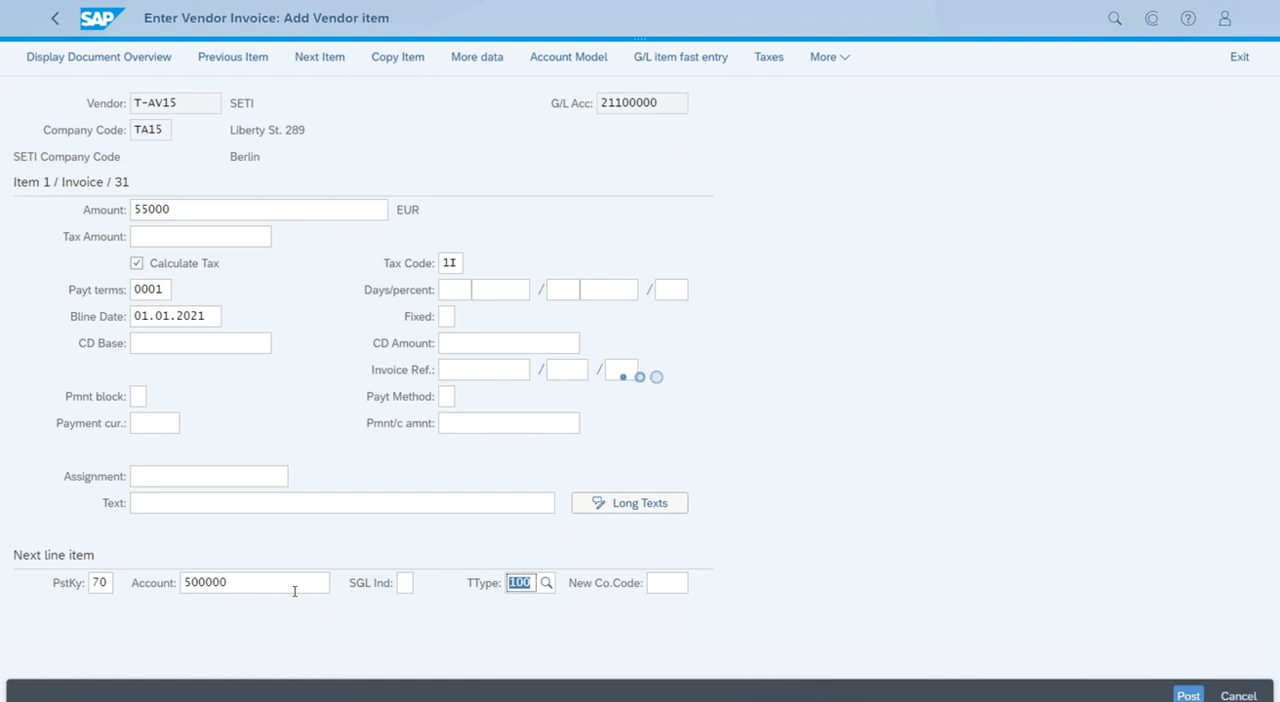 SAP Enter Vendor Invoice: Add Vendor item
Display Document Overview Previous Item Next Item Copy Item More data Account Model G/L item fast entry Taxes More Exit
Vendor: T-AV15 SETI G/L Acc: 21100000
Company Code: TA15 Liberty St. 289
SETI Company Code Berlin
Item 1 / Invoice / 31
Amount: 55000 EUR
Tax Amount:
Calculate Tax Tax Code: 1I
Payt terms: 0001 Days/percent: / /
Bline Date: 01.01.2021 Fixed:
CD Base: CD Amount:
Invoice Ref.: / /
Pmnt block: Payt Method:
Payment cur.: Pmnt/c amnt:
Assignment:
Text: Long Texts
Next line item
PstKy: 70 Account: 500000 SGL Ind: TType: 100 New Co.Code:
Post Cancel